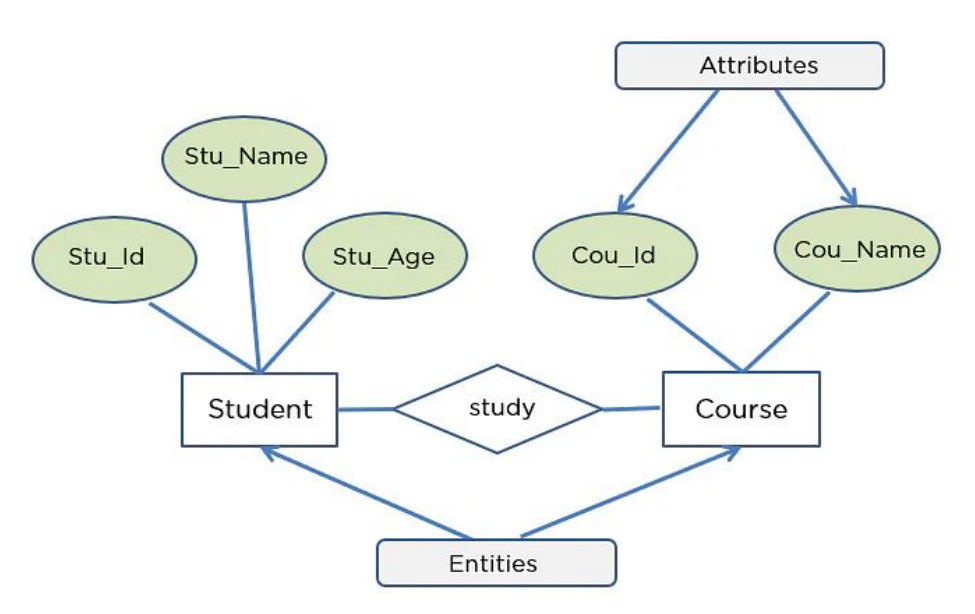 Attributes
Stu_Name
Stu_Id
Stu_Age
Cou_Id
Cou_Name
Student
study
Course
Entities